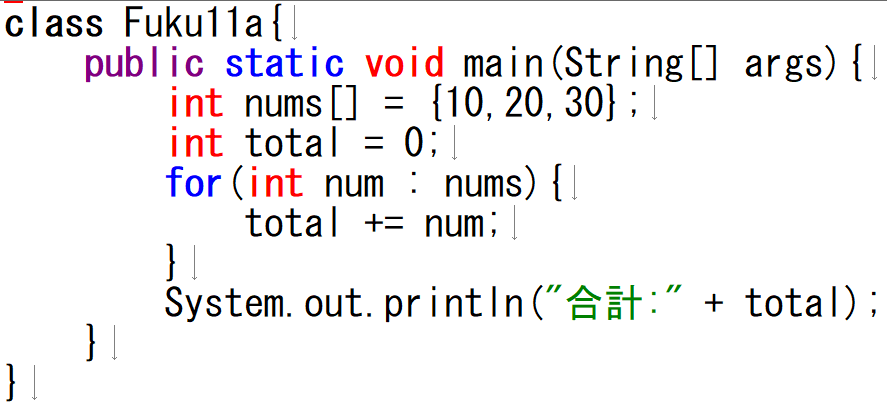 class Fuku11a{
    public static void main(String[] args){
        int nums[] = {10,20,30};
        int total = 0;
        for(int num : nums){
            total += num;
        }
        System.out.println("合計:" + total);
    }
}